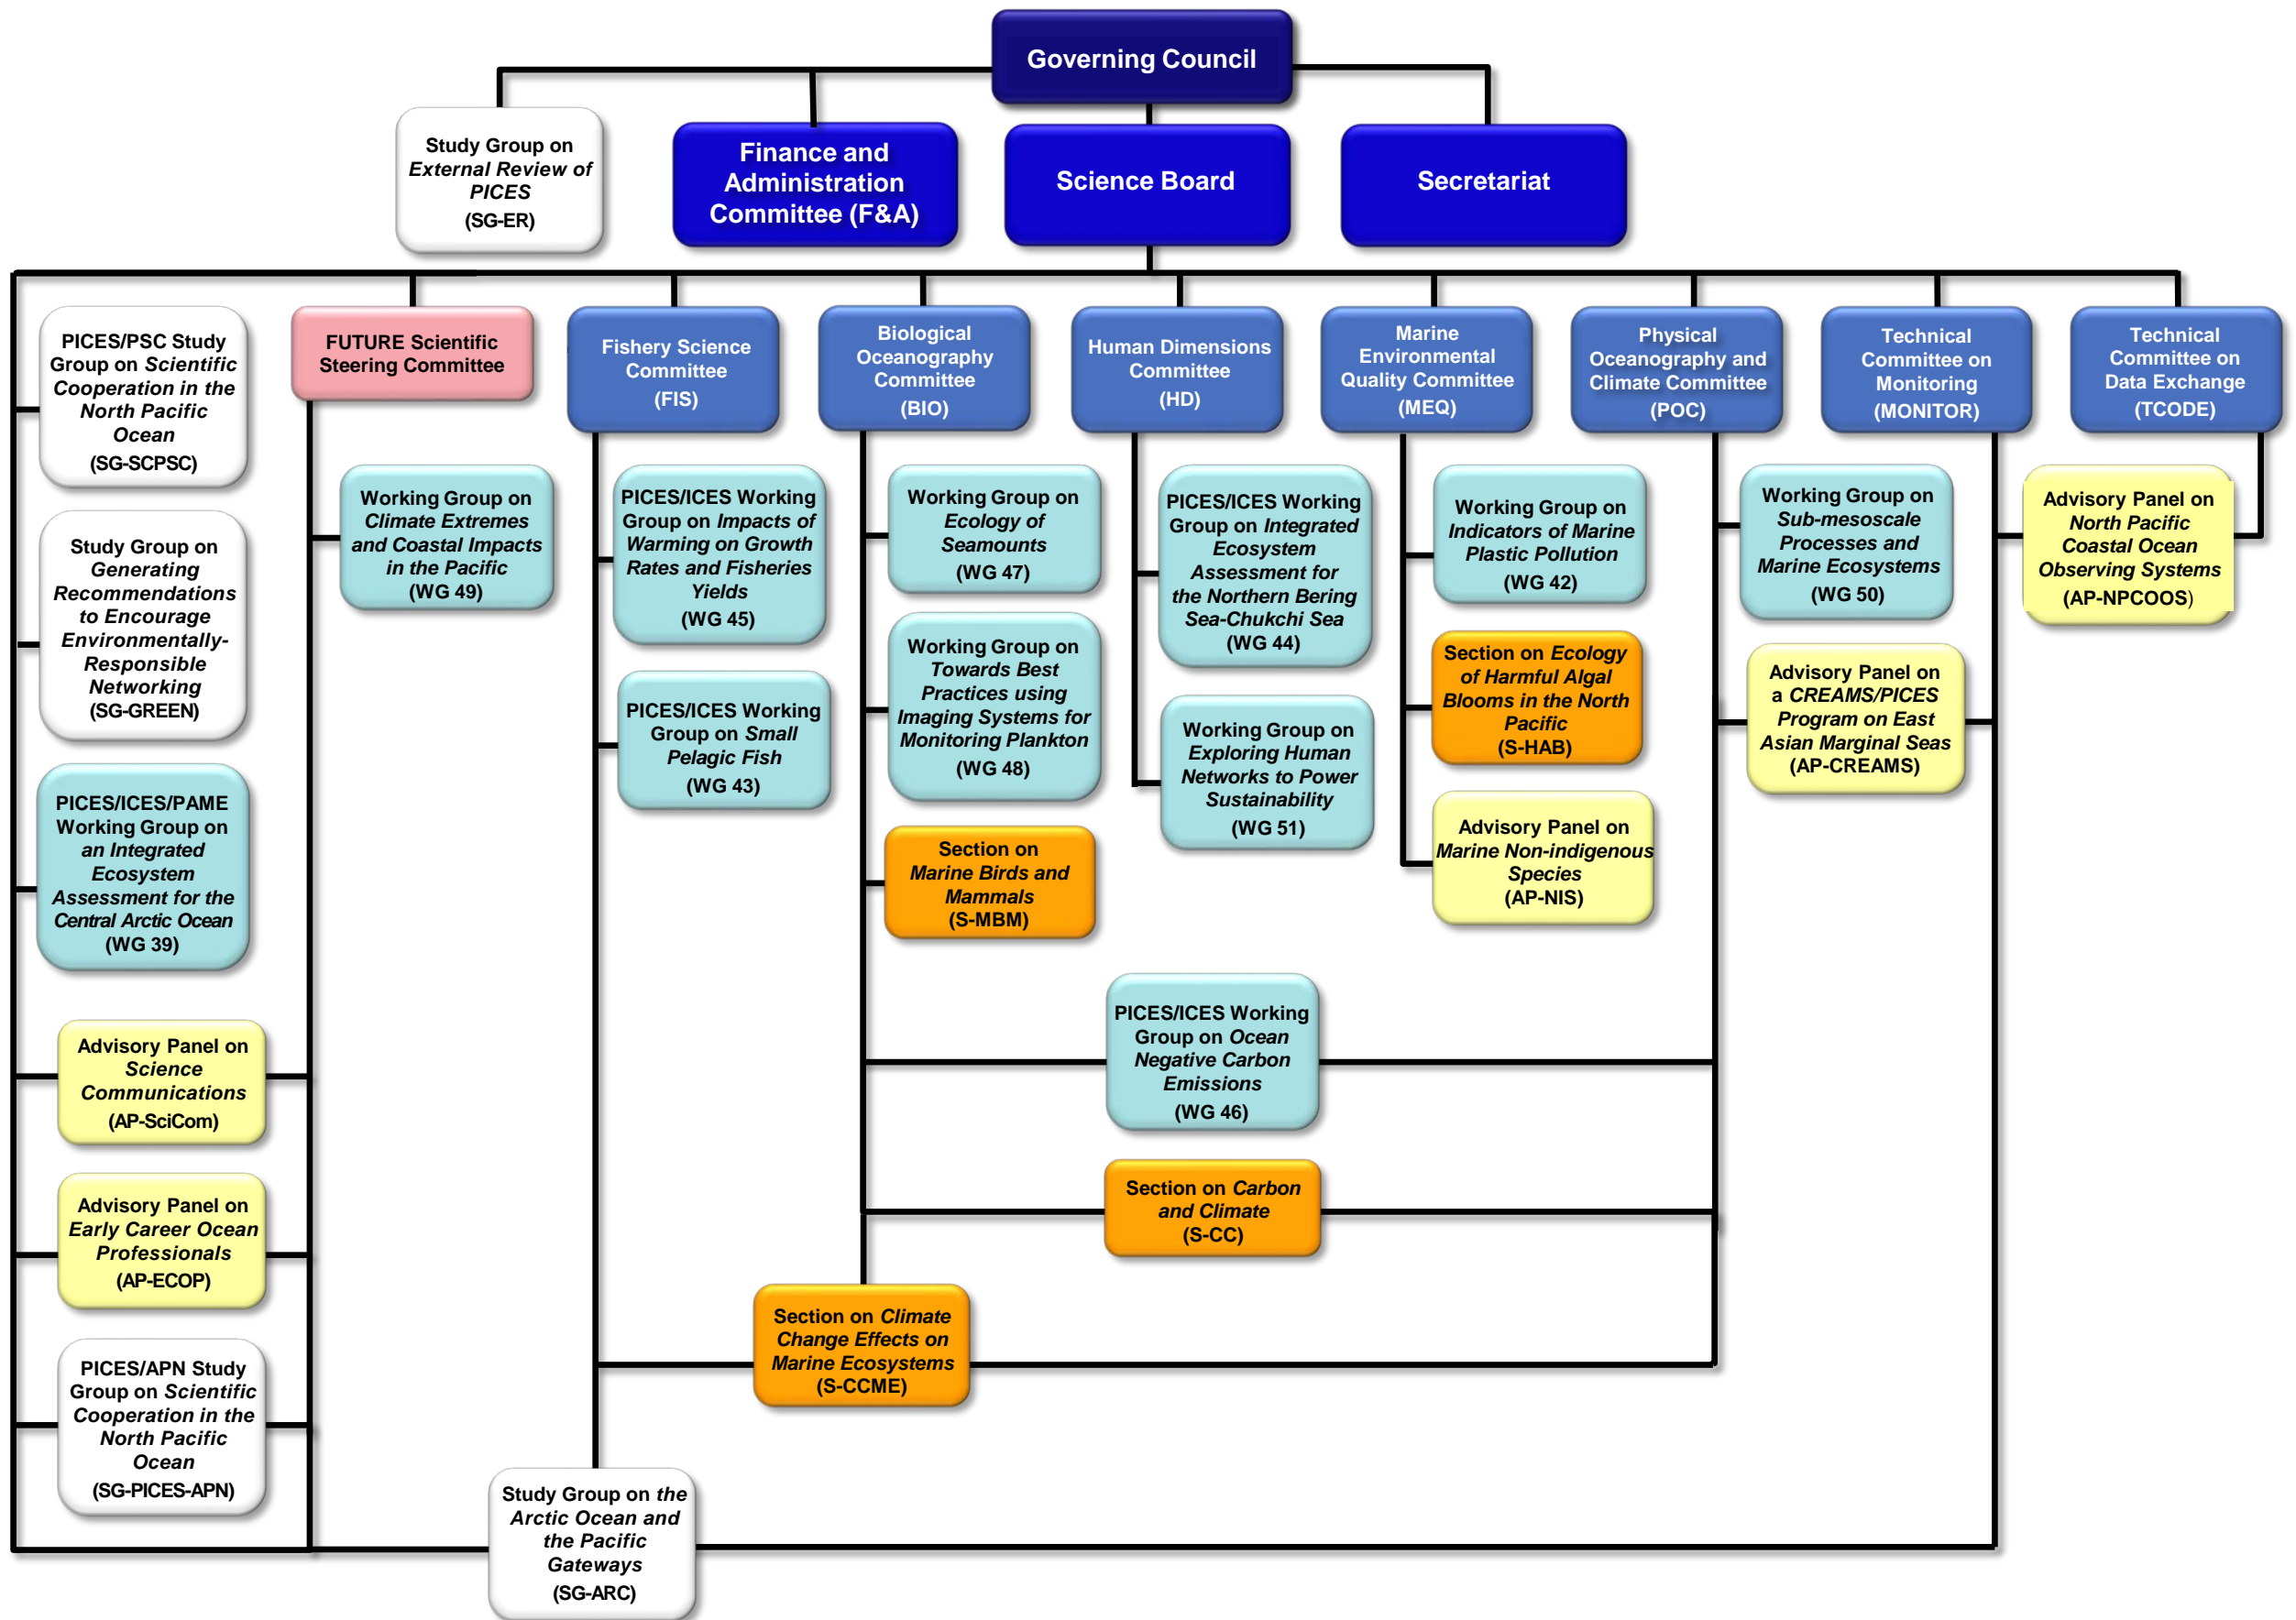 Governing Council
Study Group on
External Review of
PICES
(SG-ER)
Finance and
Administration
Committee (F&A)
Science Board
Secretariat
PICES/PSC Study
Group on Scientific
Cooperation in the
North Pacific
Ocean
(SG-SCPSC)
Study Group on
Generating
Recommendations
to Encourage
Environmentally-
Responsible
Networking
(SG-GREEN)
PICES/ICES/PAME
Working Group on
an Integrated
Ecosystem
Assessment for the
Central Arctic Ocean
(WG 39)
Advisory Panel on
Science
Communications
(AP-SciCom)
Advisory Panel on
Early Career Ocean
Professionals
(AP-ECOP)
PICES/APN Study
Group on Scientific
Cooperation in the
North Pacific
Ocean
(SG-PICES-APN)
FUTURE Scientific
Steering Committee
Working Group on
Climate Extremes
and Coastal Impacts
in the Pacific
(WG 49)
Fishery Science
Committee
(FIS)
PICES/ICES Working
Group on Impacts of
Warming on Growth
Rates and Fisheries
Yields
(WG 45)
PICES/ICES Working
Group on Small
Pelagic Fish
(WG 43)
Biological
Oceanography
Committee
(BIO)
Working Group on
Ecology of
Seamounts
(WG 47)
Working Group on
Towards Best
Practices using
Imaging Systems for
Monitoring Plankton
(WG 48)
Section on
Marine Birds and
Mammals
(S-MBM)
Human Dimensions
Committee
(HD)
PICES/ICES Working
Group on Integrated
Ecosystem
Assessment for
the Northern Bering
Sea-Chukchi Sea
(WG 44)
Working Group on
Exploring Human
Networks to Power
Sustainability
(WG 51)
Marine
Environmental
Quality Committee
(MEQ)
Working Group on
Indicators of Marine
Plastic Pollution
(WG 42)
Section on Ecology
of Harmful Algal
Blooms in the North
Pacific
(S-HAB)
Advisory Panel on
Marine Non-indigenous
Species
(AP-NIS)
Physical
Oceanography and
Climate Committee
(POC)
Working Group on
Sub-mesoscale
Processes and
Marine Ecosystems
(WG 50)
Advisory Panel on
a CREAMS/PICES
Program on East
Asian Marginal Seas
(AP-CREAMS)
Technical
Committee on
Monitoring
(MONITOR)
Technical
Committee on
Data Exchange
(TCODE)
Advisory Panel on
North Pacific
Coastal Ocean
Observing Systems
(AP-NPCOOS)
PICES/ICES Working
Group on Ocean
Negative Carbon
Emissions
(WG 46)
Section on Carbon
and Climate
(S-CC)
Section on Climate
Change Effects on
Marine Ecosystems
(S-CCME)
Study Group on the
Arctic Ocean and
the Pacific
Gateways
(SG-ARC)